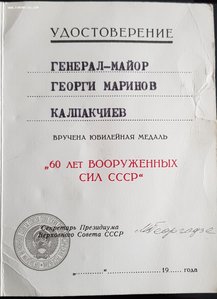 УДОСТОВЕРЕНИЕ
ГЕНЕРАЛ-МАЙОР
ГЕОРГИ МАРИНОВ
КАЛПАКЧИЕВ
ВРУЧЕНА ЮБИЛЕЙНАЯ МЕДАЛЬ
„60 ЛЕТ ВООРУЖЕННЫХ
СИЛ СССР“
Секретарь Президиума
Верховного Совета СССР
„......“ .................. 19..... года